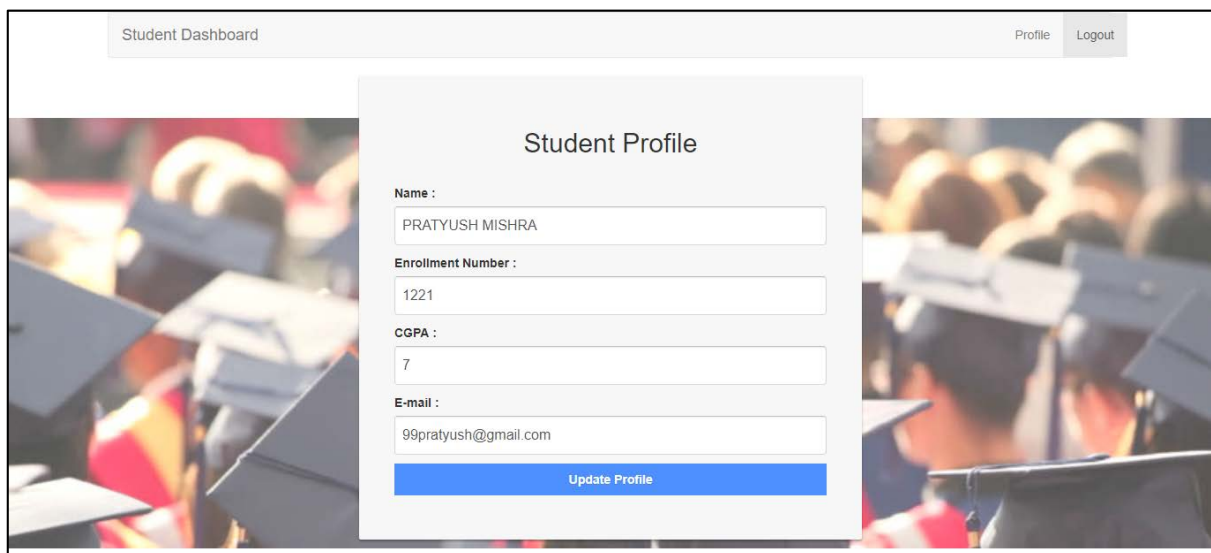 Student Dashboard Profile Logout
Student Profile
Name :
PRATYUSH MISHRA
Enrollment Number :
1221
CGPA :
7
E-mail :
99pratyush@gmail.com
Update Profile